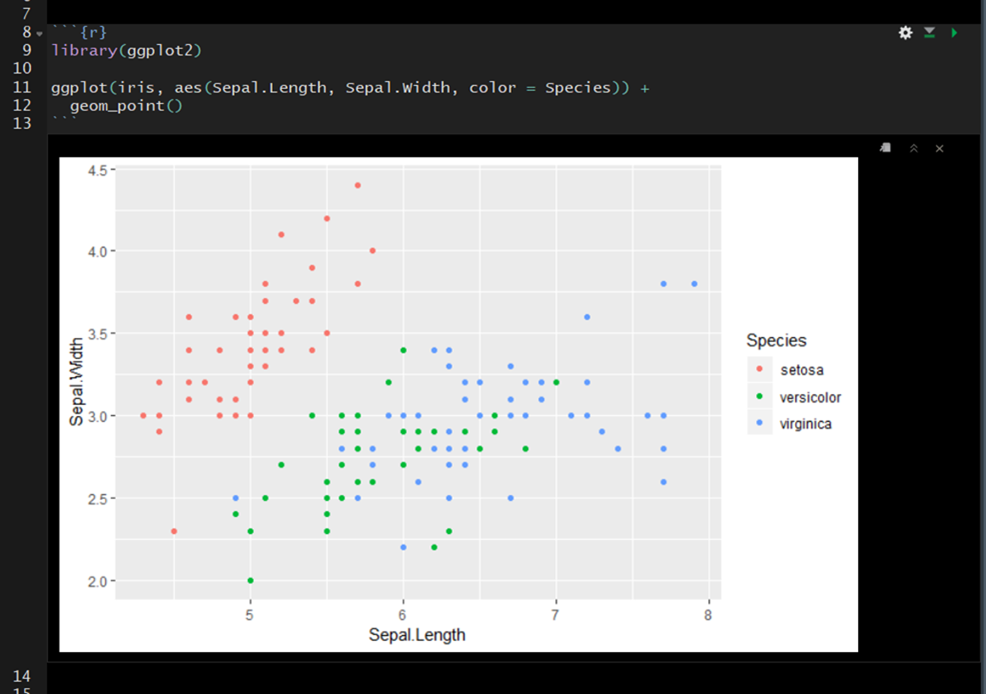 7
8 ```{r}
9 library(ggplot2)
10
11 ggplot(iris, aes(Sepal.Length, Sepal.Width, color = Species)) +
12   geom_point()
13 ```
4.5
4.0
3.5
3.0
2.5
2.0
Sepal.Width
5 6 7 8
Sepal.Length
Species
setosa
versicolor
virginica
14